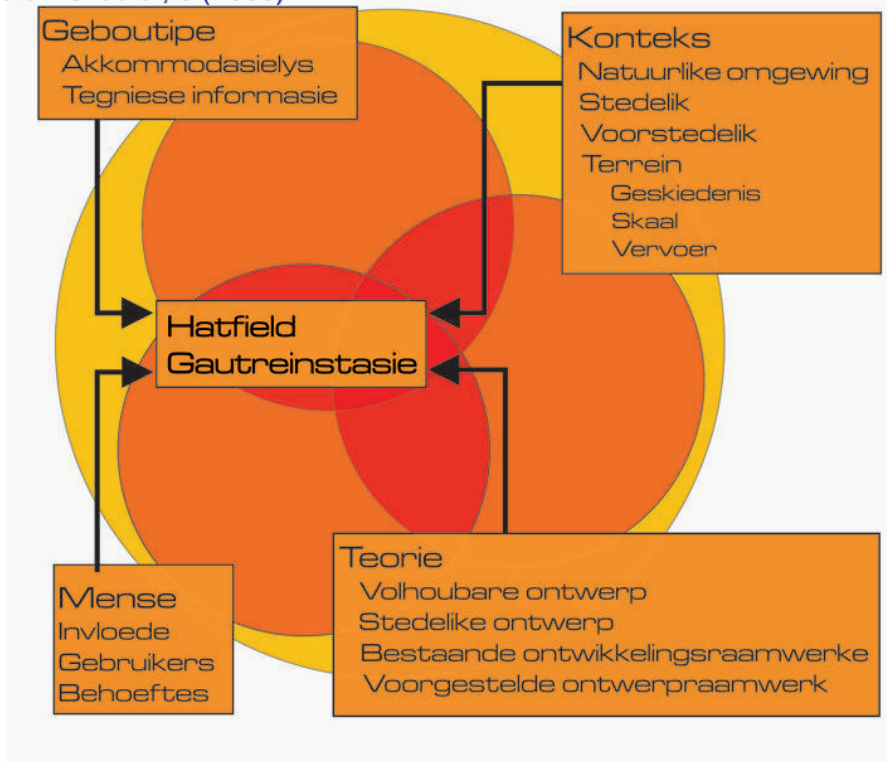 Geboutipe
Akkommodasielys
Tegniese informasie
Konteks
Natuurlike omgewing
Stedelik
Voorstedelik
Terrein
Geskiedenis
Skaal
Vervoer
Hatfield
Gautreinstasie
Mense
Invloede
Gebruikers
Behoeftes
Teorie
Volhoubare ontwerp
Stedelike ontwerp
Bestaande ontwikkelingsraamwerke
Voorgestelde ontwerpraamwerk